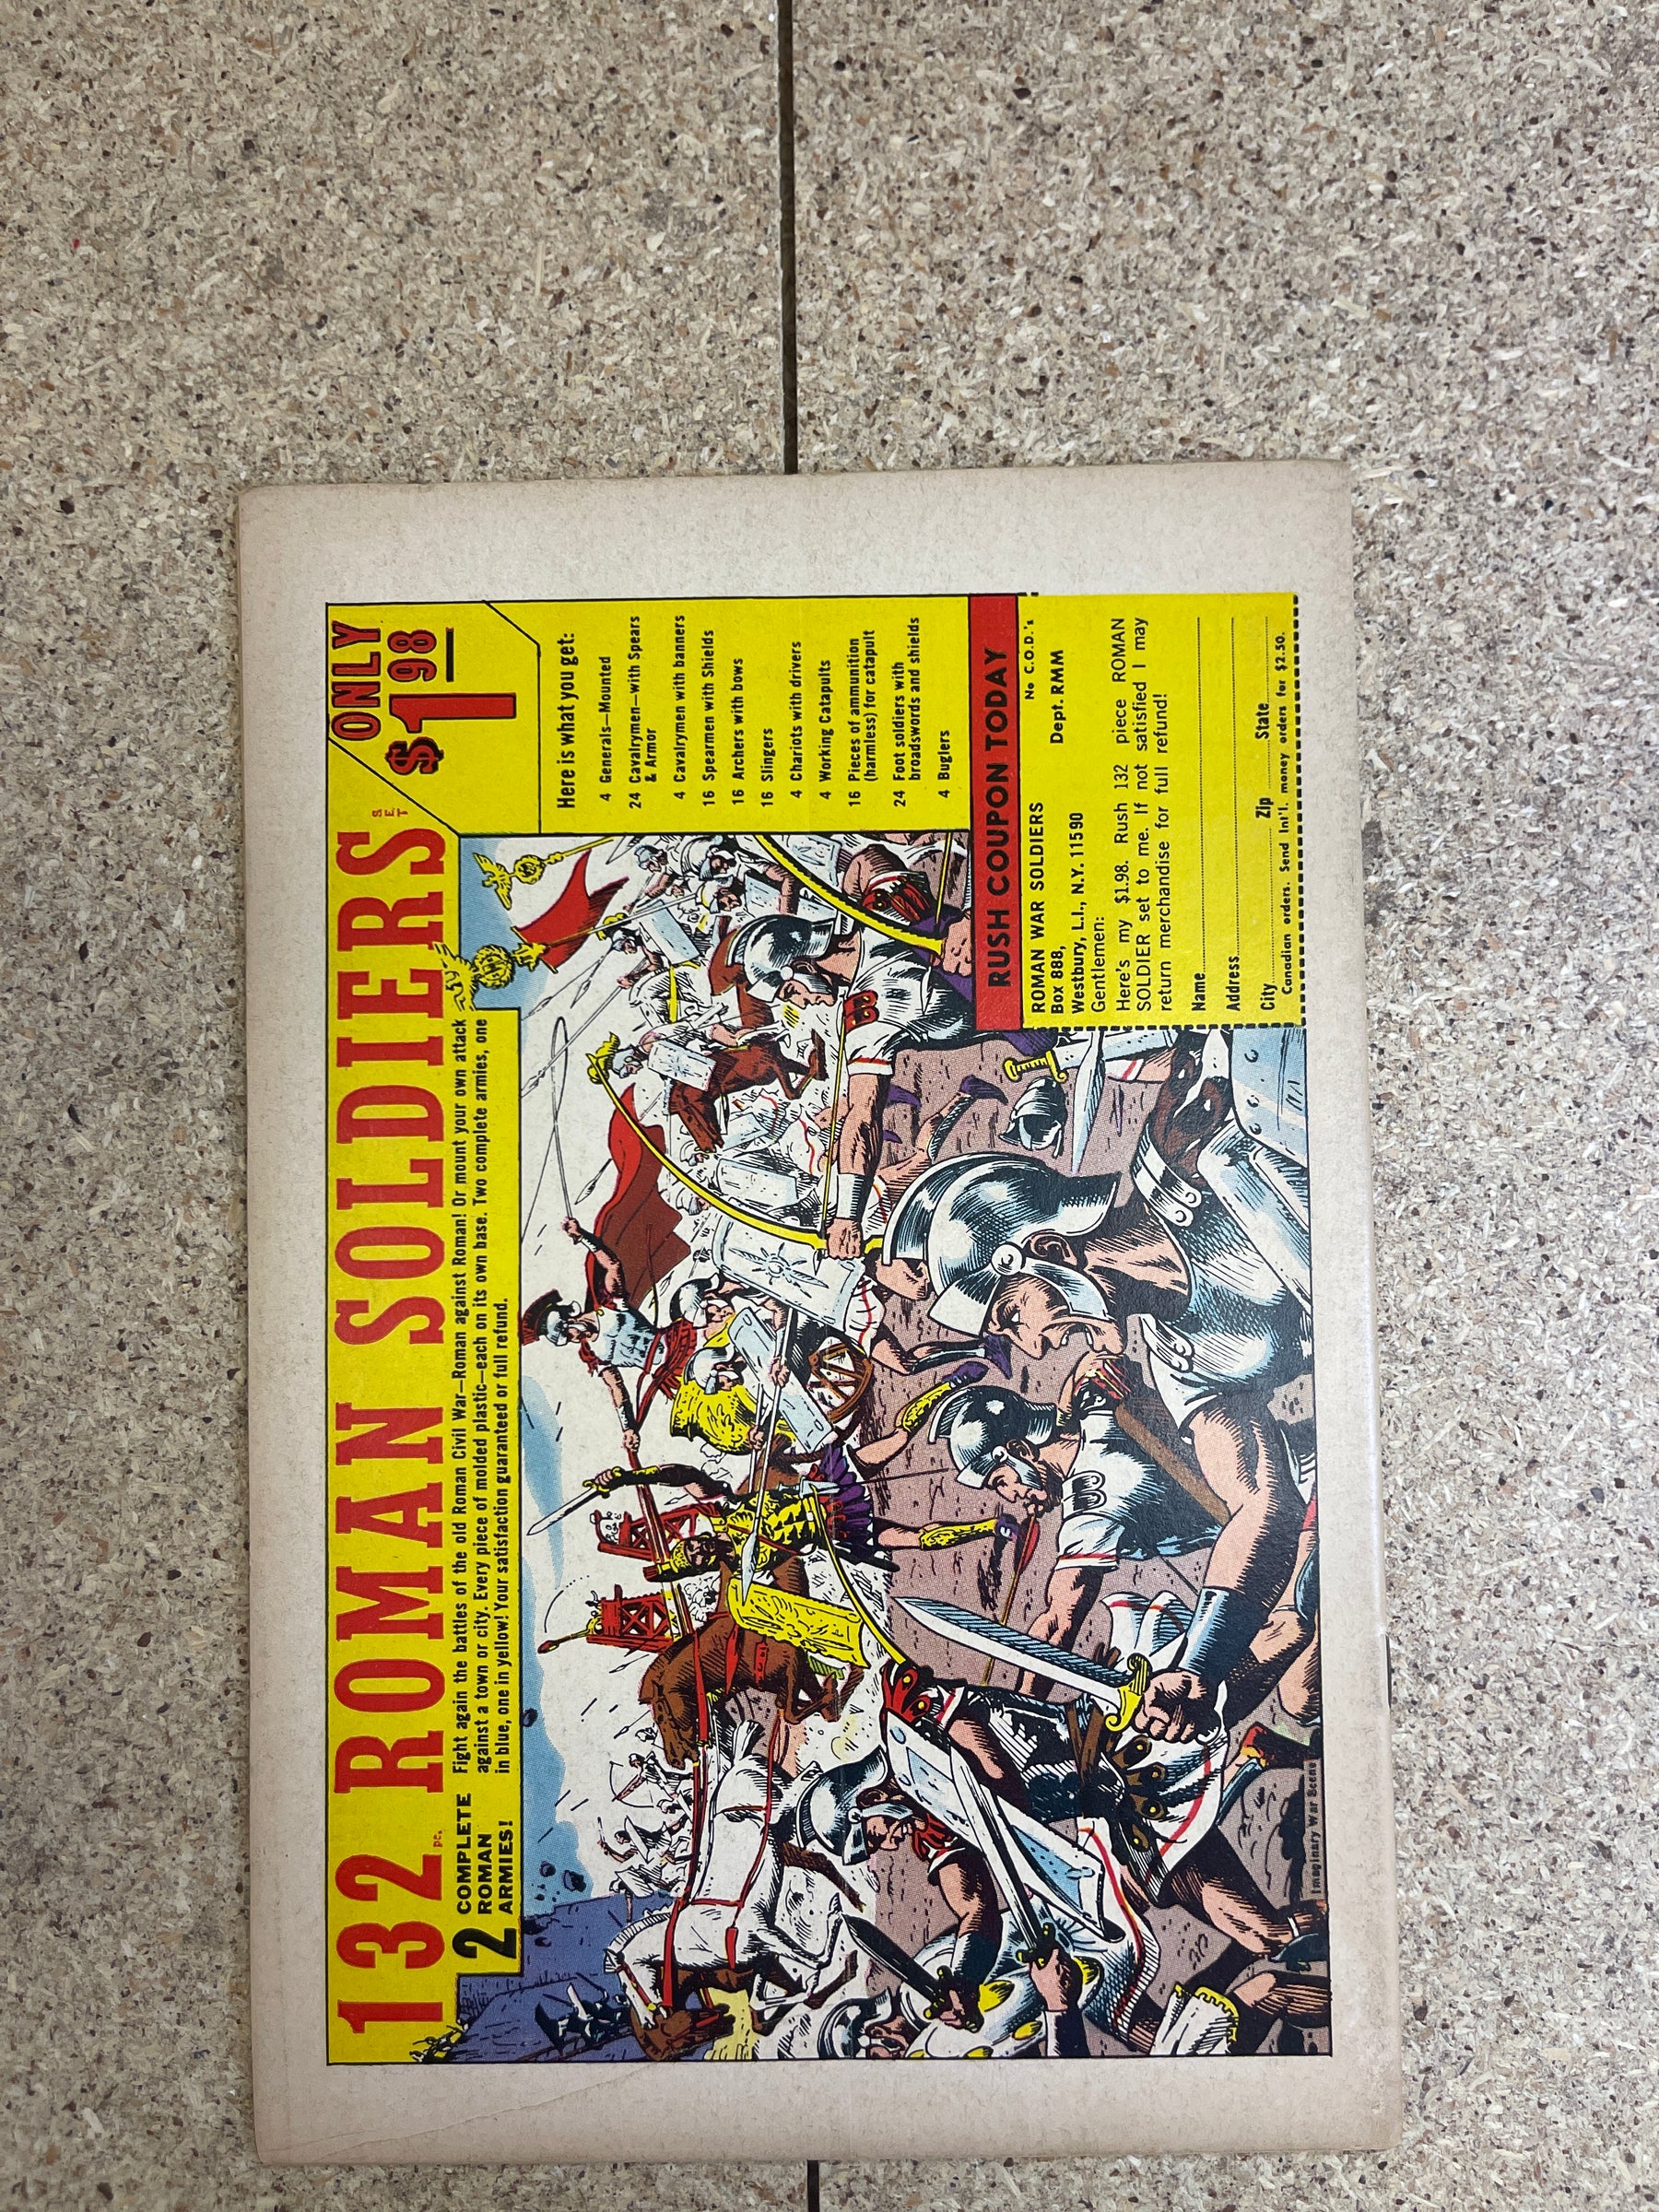 132 pc. ROMAN SOLDIERS SET
ONLY
$1.98
2 COMPLETE
ROMAN
ARMIES!
Fight again the battles of the old Roman Civil War—Roman against Roman! Or mount your own attack
against a town or city. Every piece of molded plastic—each on its own base. Two complete armies, one
in blue, one in yellow! Your satisfaction guaranteed or full refund.
Here is what you get:
4 Generals—Mounted
24 Cavalrymen—with Spears
& Armor
4 Cavalrymen with banners
16 Spearmen with Shields
16 Archers with bows
16 Slingers
4 Chariots with drivers
4 Working Catapults
16 Pieces of ammunition
(harmless) for catapult
24 Foot soldiers with
broadswords and shields
4 Buglers
RUSH COUPON TODAY
No C.O.D.'s
ROMAN WAR SOLDIERS
Box 888, Dept. RMM
Westbury, L.I., N.Y. 11590
Gentlemen:
Here's my $1.98. Rush 132 piece ROMAN
SOLDIER set to me. If not satisfied I may
return merchandise for full refund!
Name
Address
City Zip State
Canadian orders. Send Int'l. money orders for $2.50.
Imaginary War Scene